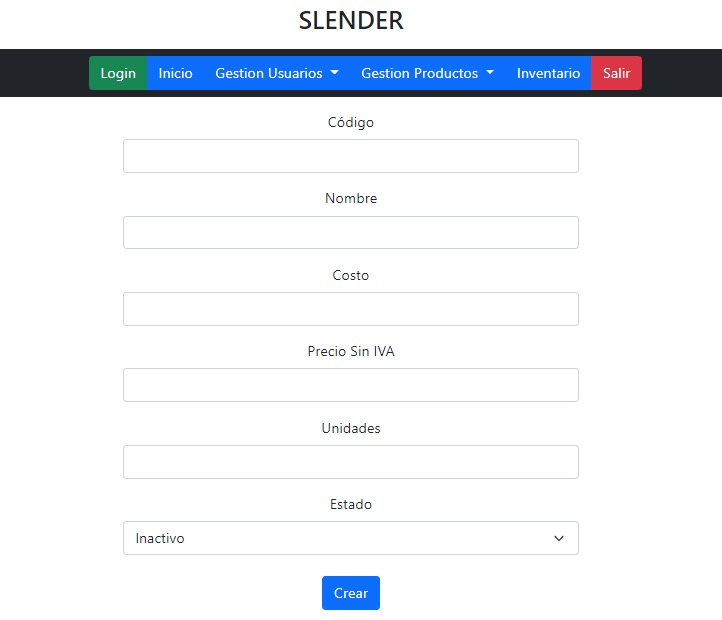 SLENDER
Login Inicio Gestion Usuarios Gestion Productos Inventario Salir
Código
Nombre
Costo
Precio Sin IVA
Unidades
Estado
Inactivo
Crear